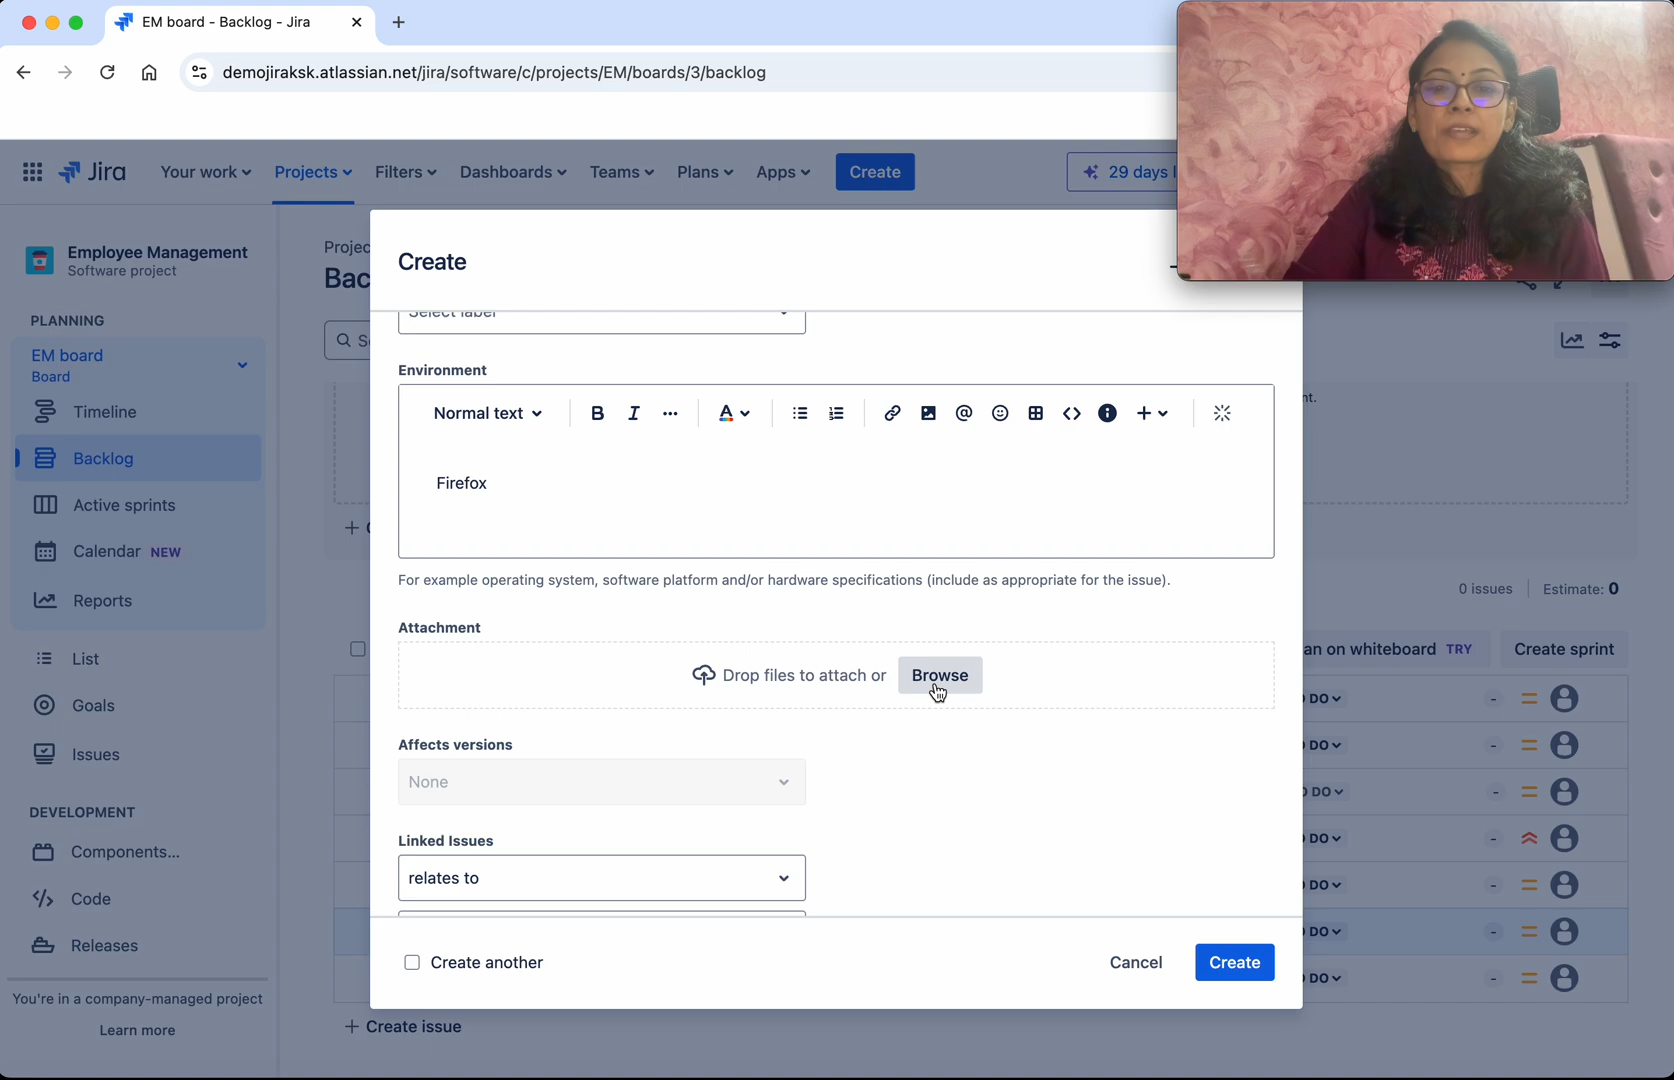 EM board - Backlog - Jira
demojiraksk.atlassian.net/jira/software/c/projects/EM/boards/3/backlog
Jira
Your work
Projects
Filters
Dashboards
Teams
Plans
Apps
Create
29 days
Employee Management
Software project
PLANNING
EM board
Board
Timeline
Backlog
Active sprints
Calendar NEW
Reports
List
Goals
Issues
DEVELOPMENT
Components...
Code
Releases
You're in a company-managed project
Learn more
Create
Select label
Environment
Normal text
Firefox
For example operating system, software platform and/or hardware specifications (include as appropriate for the issue).
Attachment
Drop files to attach or Browse
Affects versions
None
Linked Issues
relates to
Create another
Cancel
Create
0 issues
Estimate: 0
on whiteboard TRY
Create sprint
DO -
DO -
DO -
DO -
DO -
DO -
DO -
+ Create issue